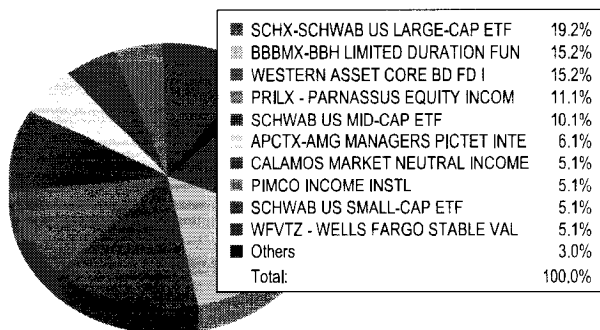 SCHX-SCHWAB US LARGE-CAP ETF 19.2%
BBBMX-BBH LIMITED DURATION FUN 15.2%
WESTERN ASSET CORE BD FD I 15.2%
PRILX - PARNASSUS EQUITY INCOM 11.1%
SCHWAB US MID-CAP ETF 10.1%
APCTX-AMG MANAGERS PICTET INTE 6.1%
CALAMOS MARKET NEUTRAL INCOME 5.1%
PIMCO INCOME INSTL 5.1%
SCHWAB US SMALL-CAP ETF 5.1%
WFVTZ - WELLS FARGO STABLE VAL 5.1%
Others 3.0%
Total: 100.0%